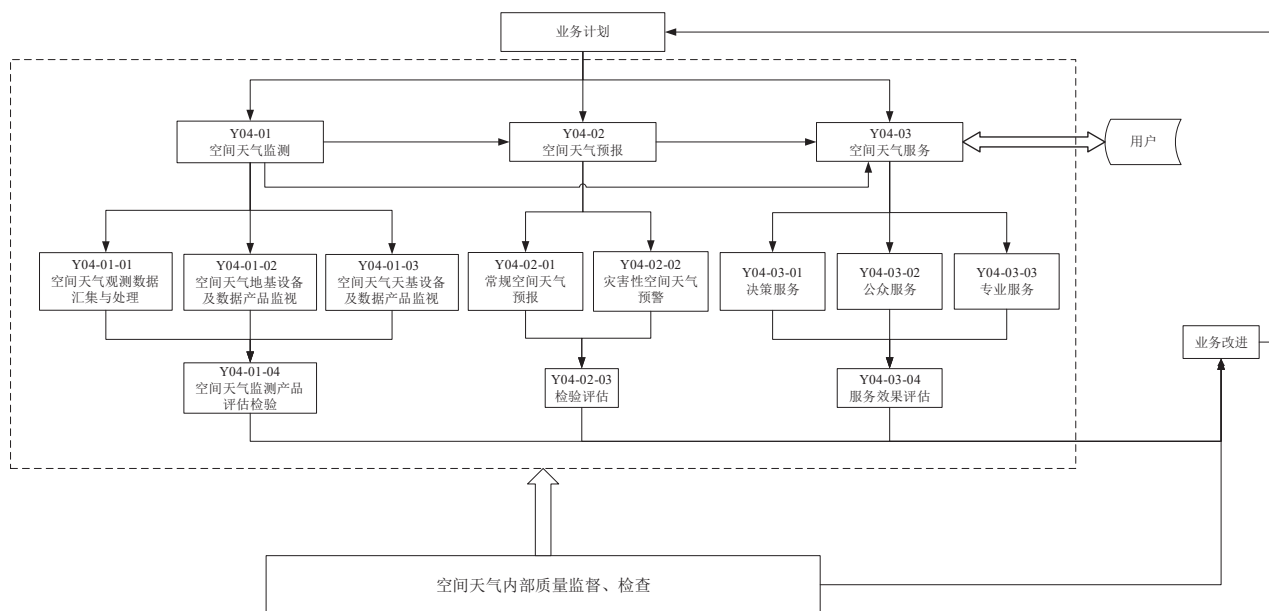 业务计划
Y04-01
空间天气监测
Y04-02
空间天气预报
Y04-03
空间天气服务
用户
Y04-01-01
空间天气观测数据
汇集与处理
Y04-01-02
空间天气地基设备
及数据产品监视
Y04-01-03
空间天气天基设备
及数据产品监视
Y04-02-01
常规空间天气
预报
Y04-02-02
灾害性空间天气
预警
Y04-03-01
决策服务
Y04-03-02
公众服务
Y04-03-03
专业服务
业务改进
Y04-01-04
空间天气监测产品
评估检验
Y04-02-03
检验评估
Y04-03-04
服务效果评估
空间天气内部质量监督、检查